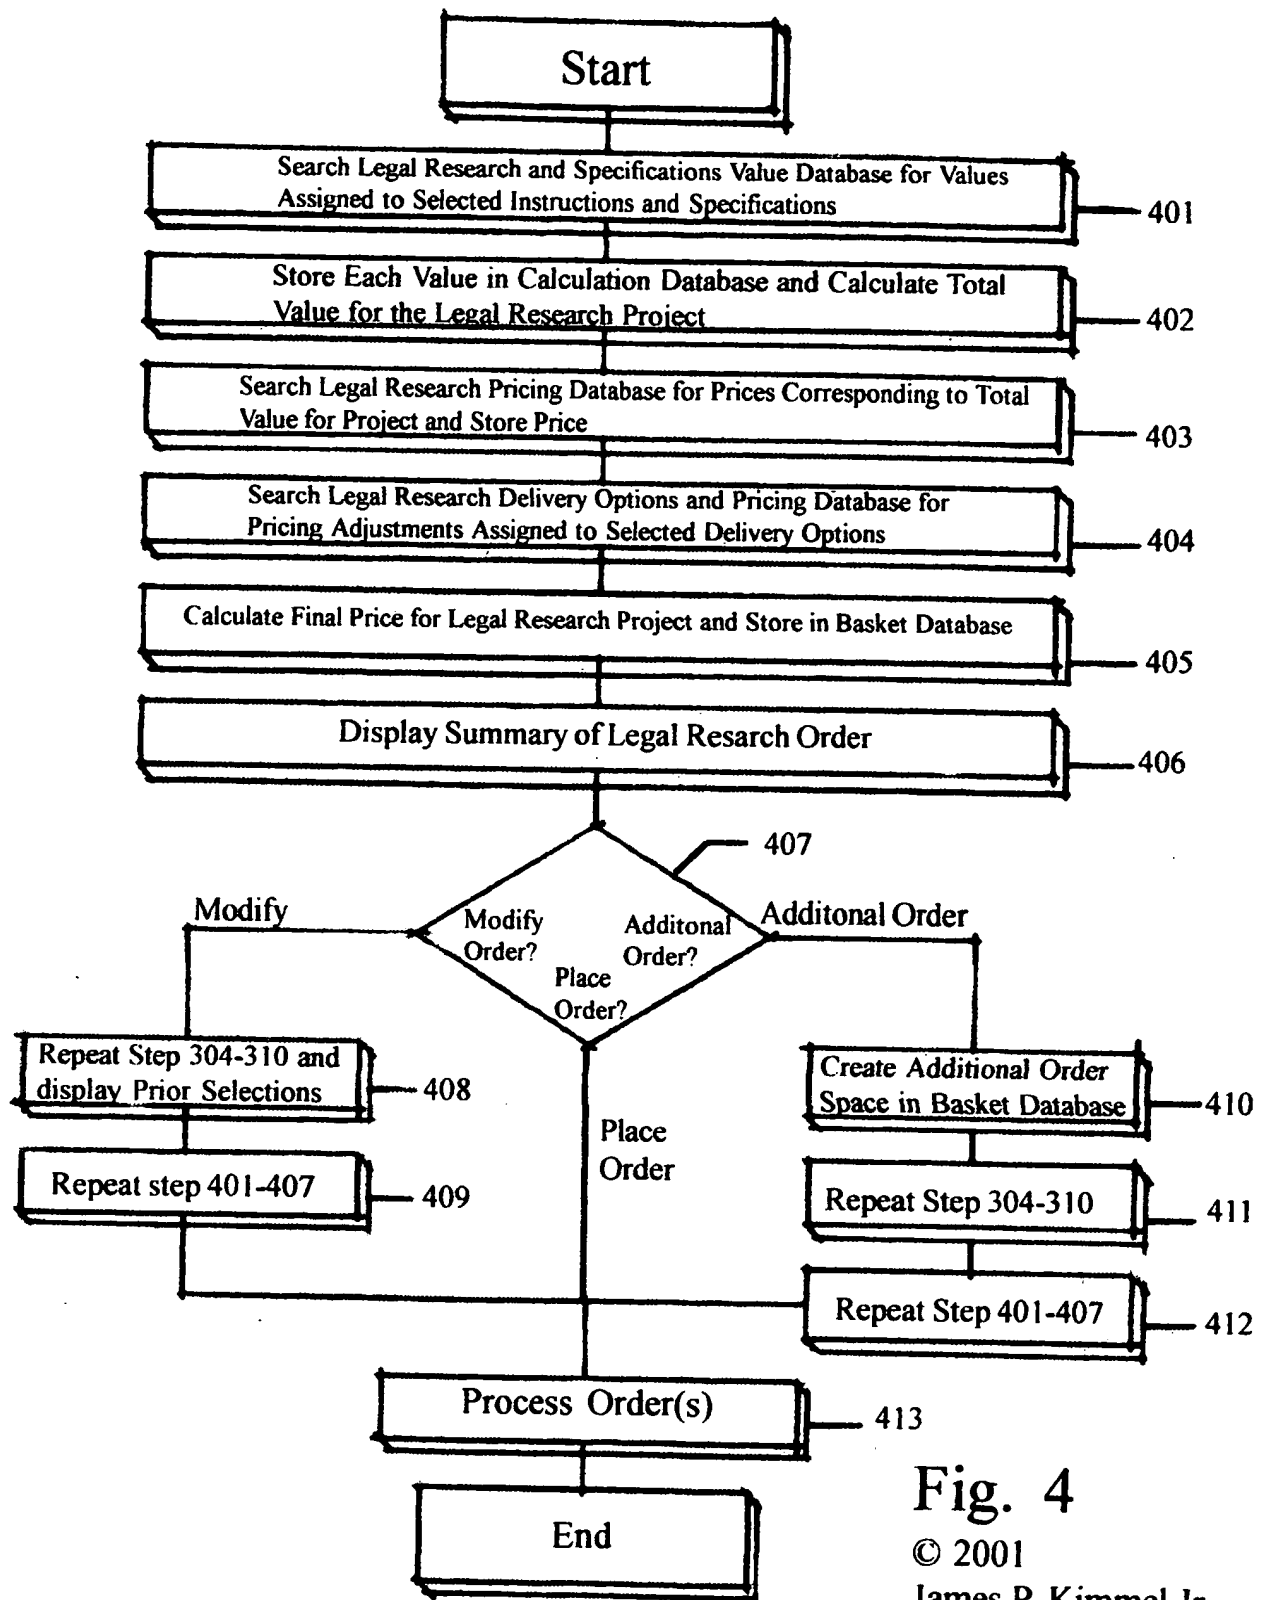 Start
Search Legal Research and Specifications Value Database for Values
Assigned to Selected Instructions and Specifications
401
Store Each Value in Calculation Database and Calculate Total
Value for the Legal Research Project
402
Search Legal Research Pricing Database for Prices Corresponding to Total
Value for Project and Store Price
403
Search Legal Research Delivery Options and Pricing Database for
Pricing Adjustments Assigned to Selected Delivery Options
404
Calculate Final Price for Legal Research Project and Store in Basket Database
405
Display Summary of Legal Resarch Order
406
407
Modify
Modify
Order?
Additonal
Order?
Place
Order?
Additonal Order
Repeat Step 304-310 and
display Prior Selections
408
Repeat step 401-407
409
Place
Order
Create Additional Order
Space in Basket Database
410
Repeat Step 304-310
411
Repeat Step 401-407
412
Process Order(s)
413
End
Fig. 4
© 2001
James P. Kimmel Jr.